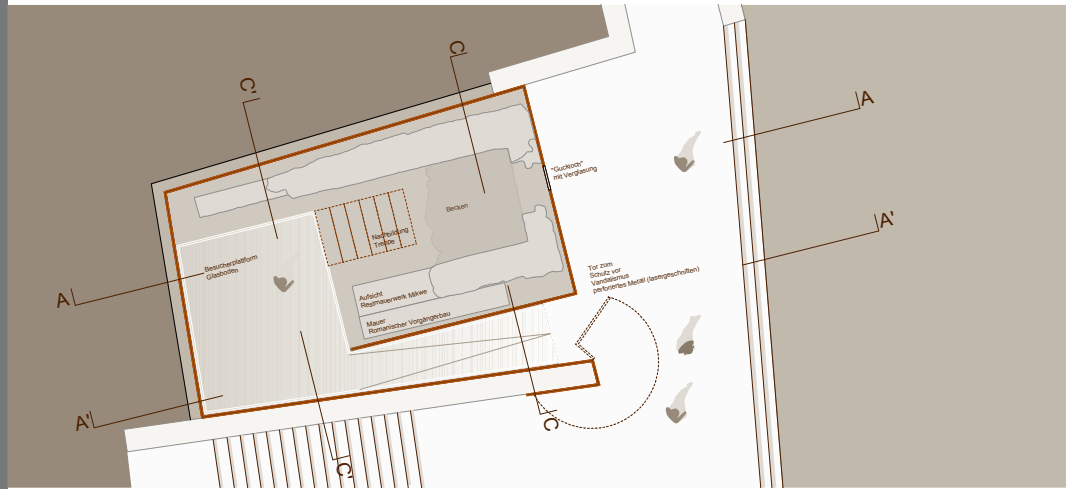 C
C'
A
"Guckloch"
mit Verglasung
Becken
Nachbildung
Treppe
A'
Besucherplattform
Glasboden
Tor zum
Schutz vor
Vandalismus
perforiertes Metall (lasergeschnitten)
A
Aufsicht
Restmauerwerk Mikwe
Mauer
Romanischer Vorgängerbau
A'
C
C'